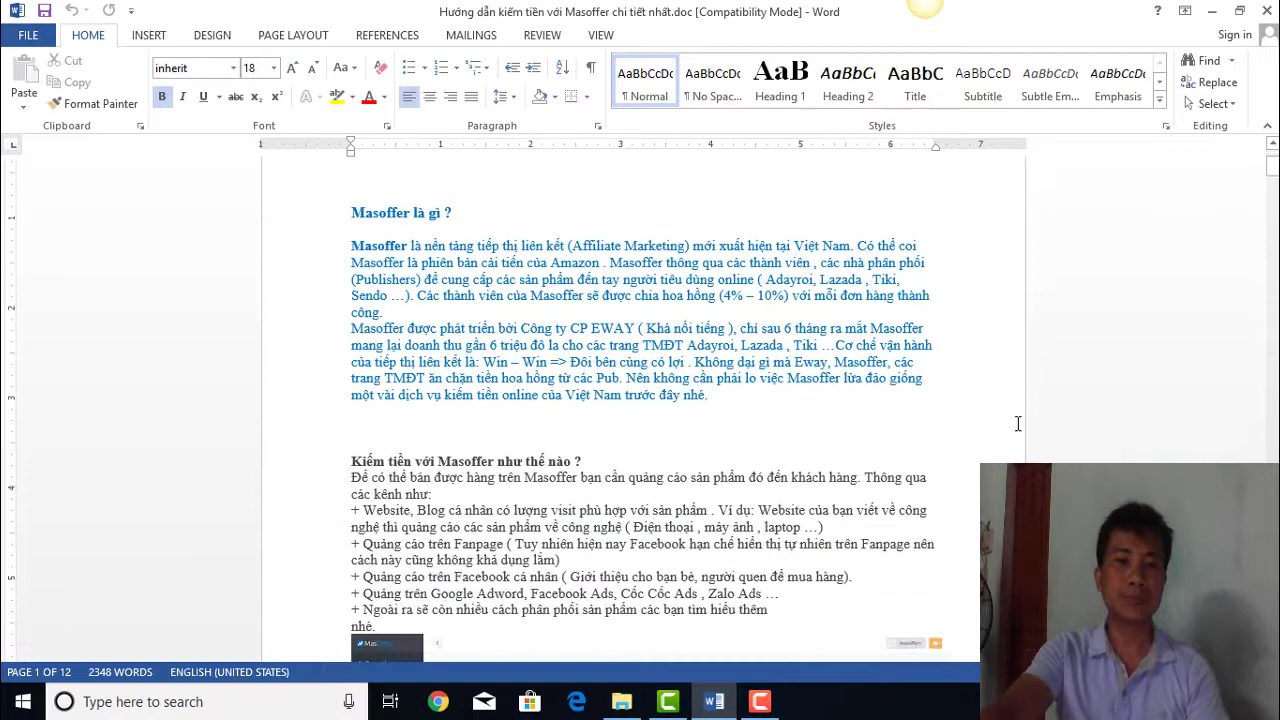 Hướng dẫn kiếm tiền với Masoffer chi tiết nhất.doc [Compatibility Mode] - Word
Sign in
FILE HOME INSERT DESIGN PAGE LAYOUT REFERENCES MAILINGS REVIEW VIEW
Paste
Cut
Copy
Format Painter
inherit 18
B I U abc
AaBbCcDc AaBbCcDc AaB AaBbCc AaBbC AaBbCcD AaBbCcDc AaBbCcDc
¶ Normal ¶ No Spac... Heading 1 Heading 2 Title Subtitle Subtle Em... Emphasis
Find
Replace
Select
Clipboard Font Paragraph Styles Editing
1 1 2 3 4 5 6 7
1
2
3
4
5
Masoffer là gì ?
Masoffer là nền tảng tiếp thị liên kết (Affiliate Marketing) mới xuất hiện tại Việt Nam. Có thể coi
Masoffer là phiên bản cải tiến của Amazon . Masoffer thông qua các thành viên , các nhà phân phối
(Publishers) để cung cấp các sản phẩm đến tay người tiêu dùng online ( Adayroi, Lazada , Tiki,
Sendo …). Các thành viên của Masoffer sẽ được chia hoa hồng (4% – 10%) với mỗi đơn hàng thành
công.
Masoffer được phát triển bởi Công ty CP EWAY ( Khá nổi tiếng ), chỉ sau 6 tháng ra mắt Masoffer
mang lại doanh thu gần 6 triệu đô la cho các trang TMĐT Adayroi, Lazada , Tiki …Cơ chế vận hành
của tiếp thị liên kết là: Win – Win => Đôi bên cùng có lợi . Không dại gì mà Eway, Masoffer, các
trang TMĐT ăn chặn tiền hoa hồng từ các Pub. Nên không cần phải lo việc Masoffer lừa đảo giống
một vài dịch vụ kiếm tiền online của Việt Nam trước đây nhé.
Kiếm tiền với Masoffer như thế nào ?
Để có thể bán được hàng trên Masoffer bạn cần quảng cáo sản phẩm đó đến khách hàng. Thông qua
các kênh như:
+ Website, Blog cá nhân có lượng visit phù hợp với sản phẩm . Ví dụ: Website của bạn viết về công
nghệ thì quảng cáo các sản phẩm về công nghệ ( Điện thoại , máy ảnh , laptop …)
+ Quảng cáo trên Fanpage ( Tuy nhiên hiện nay Facebook hạn chế hiển thị tự nhiên trên Fanpage nên
cách này cũng không khả dụng lắm)
+ Quảng cáo trên Facebook cá nhân ( Giới thiệu cho bạn bè, người quen để mua hàng).
+ Quảng trên Google Adword, Facebook Ads, Cốc Cốc Ads , Zalo Ads …
+ Ngoài ra sẽ còn nhiều cách phân phối sản phẩm các bạn tìm hiểu thêm
nhé.
PAGE 1 OF 12 2348 WORDS ENGLISH (UNITED STATES)
Type here to search